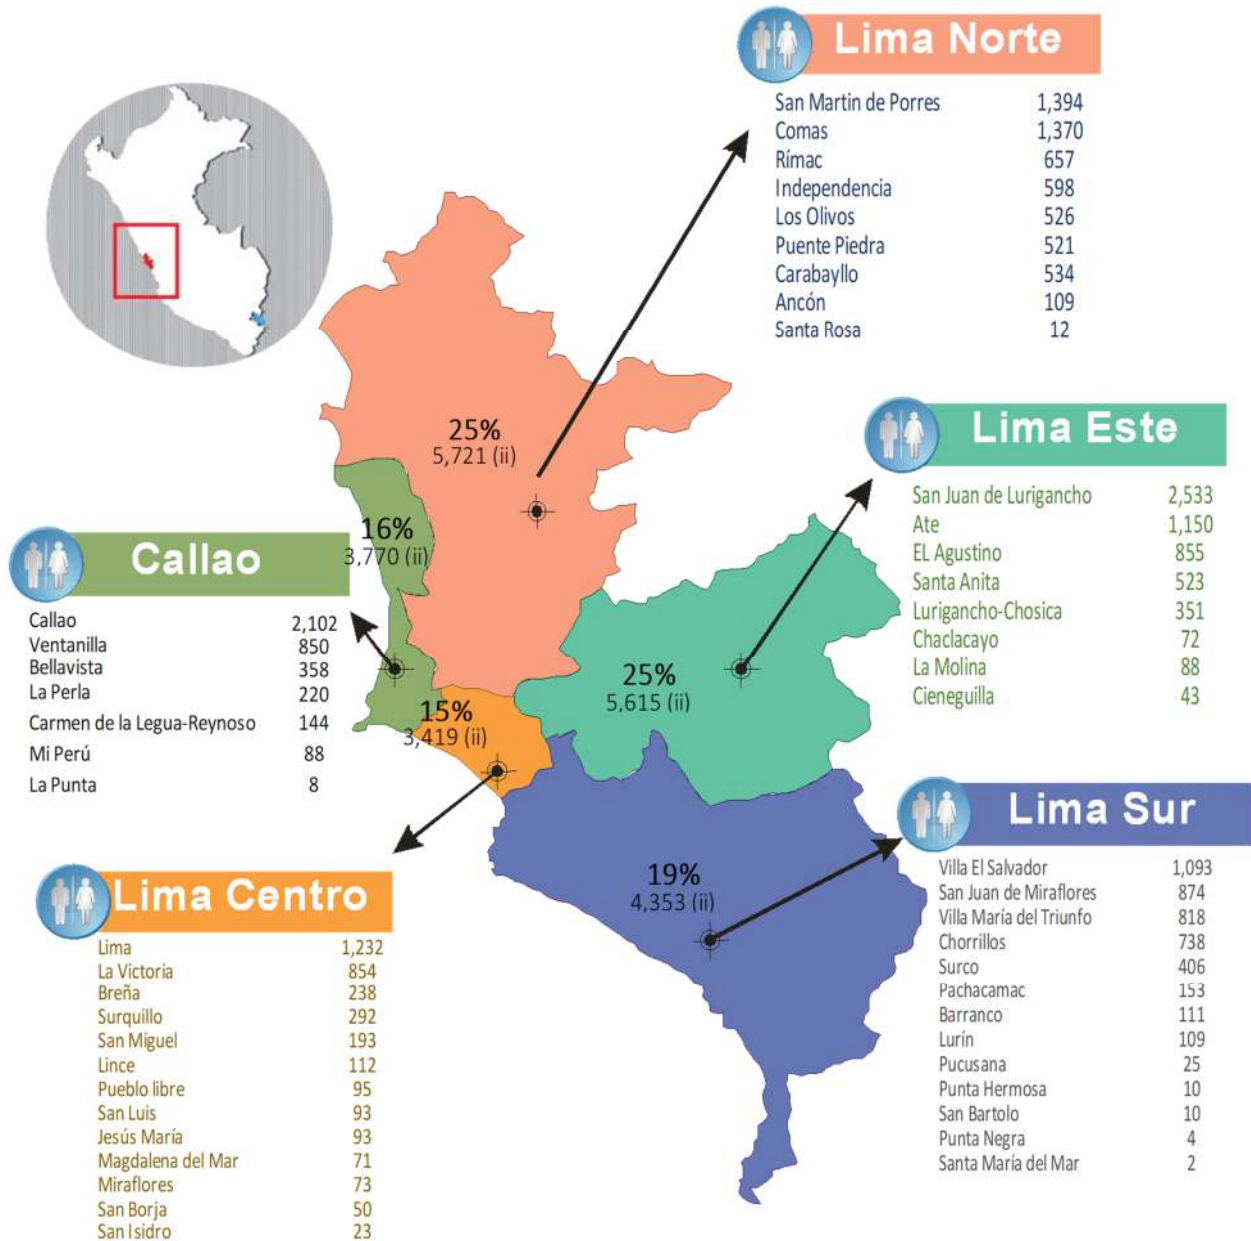 Lima Norte
San Martin de Porres 1,394
Comas 1,370
Rímac 657
Independencia 598
Los Olivos 526
Puente Piedra 521
Carabayllo 534
Ancón 109
Santa Rosa 12
25%
5,721 (ii)
Lima Este
San Juan de Lurigancho 2,533
Ate 1,150
EL Agustino 855
Santa Anita 523
Lurigancho-Chosica 351
Chaclacayo 72
La Molina 88
Cieneguilla 43
25%
5,615 (ii)
16%
3,770 (ii)
Callao
Callao 2,102
Ventanilla 850
Bellavista 358
La Perla 220
Carmen de la Legua-Reynoso 144
Mi Perú 88
La Punta 8
15%
3,419 (ii)
Lima Sur
Villa El Salvador 1,093
San Juan de Miraflores 874
Villa María del Triunfo 818
Chorrillos 738
Surco 406
Pachacamac 153
Barranco 111
Lurín 109
Pucusana 25
Punta Hermosa 10
San Bartolo 10
Punta Negra 4
Santa María del Mar 2
19%
4,353 (ii)
Lima Centro
Lima 1,232
La Victoria 854
Breña 238
Surquillo 292
San Miguel 193
Lince 112
Pueblo libre 95
San Luis 93
Jesús María 93
Magdalena del Mar 71
Miraflores 73
San Borja 50
San Isidro 23